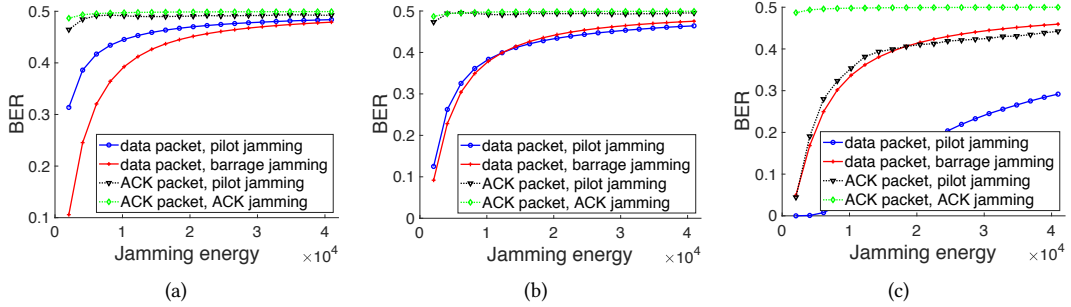 0.5
0.4
0.3
0.2
0.1
BER
data packet, pilot jamming
data packet, barrage jamming
ACK packet, pilot jamming
ACK packet, ACK jamming
0 1 2 3 4
Jamming energy ×10^4
(a)
0.5
0.4
0.3
0.2
0.1
0
BER
data packet, pilot jamming
data packet, barrage jamming
ACK packet, pilot jamming
ACK packet, ACK jamming
0 1 2 3 4
Jamming energy ×10^4
(b)
0.5
0.4
0.3
0.2
0.1
0
BER
data packet, pilot jamming
data packet, barrage jamming
ACK packet, pilot jamming
ACK packet, ACK jamming
0 1 2 3 4
Jamming energy ×10^4
(c)